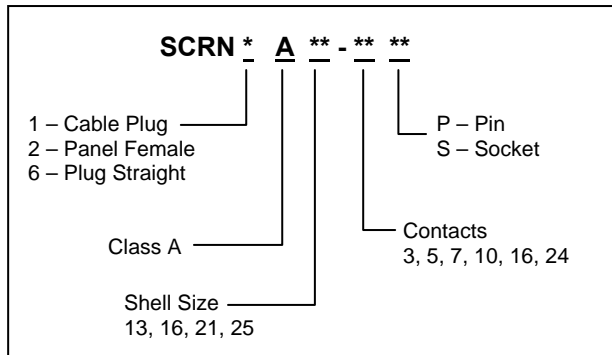 SCRN * A ** - ** **
1 – Cable Plug
2 – Panel Female
6 – Plug Straight
P – Pin
S – Socket
Class A
Contacts
3, 5, 7, 10, 16, 24
Shell Size
13, 16, 21, 25